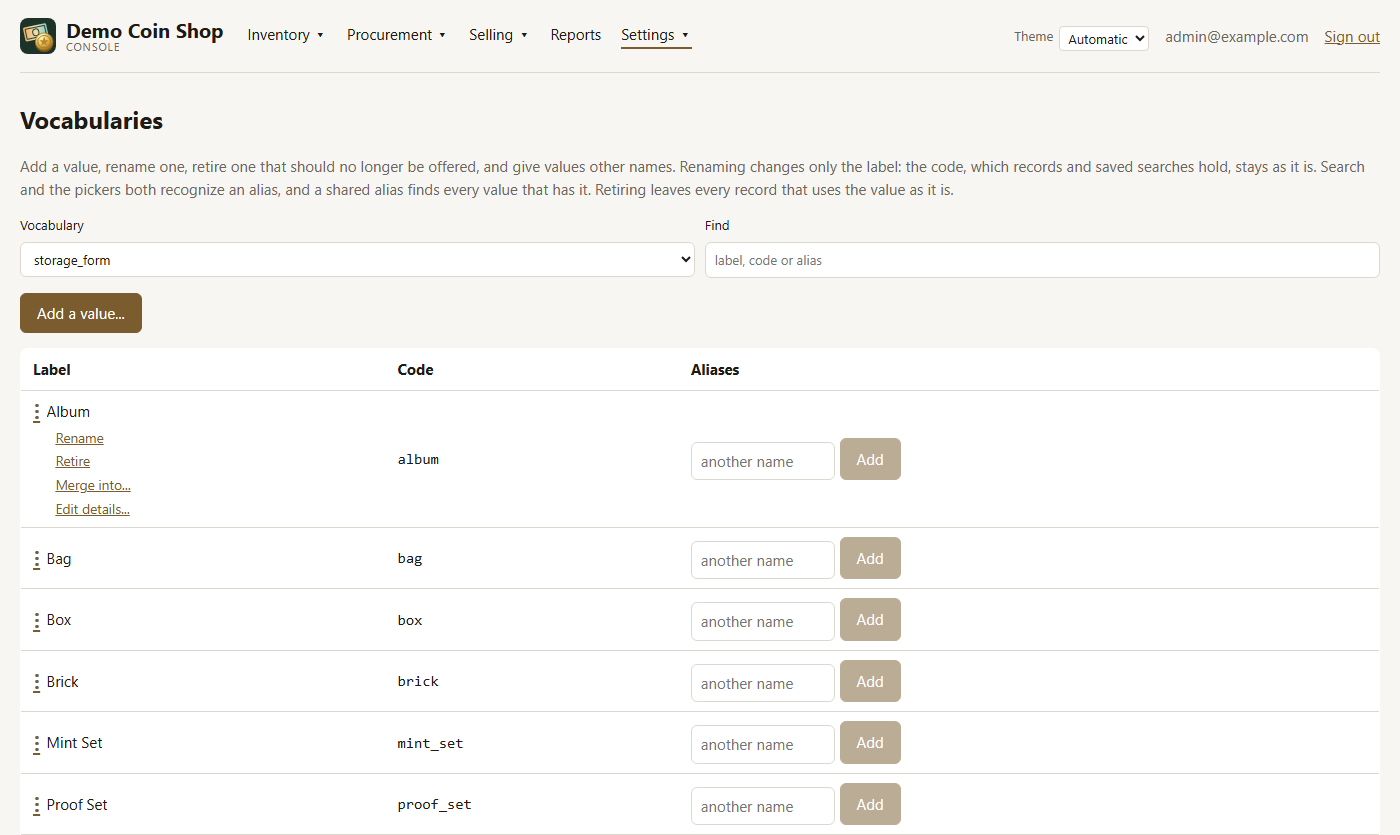 Demo Coin Shop
CONSOLE
Inventory ▾
Procurement ▾
Selling ▾
Reports
Settings ▾
Theme
Automatic
admin@example.com
Sign out
Vocabularies
Add a value, rename one, retire one that should no longer be offered, and give values other names. Renaming changes only the label: the code, which records and saved searches hold, stays as it is. Search
and the pickers both recognize an alias, and a shared alias finds every value that has it. Retiring leaves every record that uses the value as it is.
Vocabulary
Find
storage_form
label, code or alias
Add a value...
Label Code Aliases
Album
Rename
Retire
Merge into...
Edit details...
album
another name Add
Bag bag another name Add
Box box another name Add
Brick brick another name Add
Mint Set mint_set another name Add
Proof Set proof_set another name Add